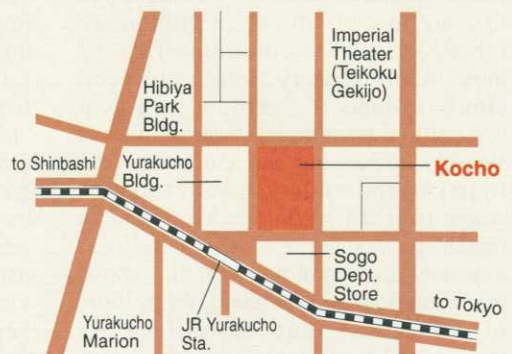 Imperial
Theater
(Teikoku
Gekijo)
Hibiya
Park
Bldg.
to Shinbashi
Yurakucho
Bldg.
Kocho
Sogo
Dept.
Store
to Tokyo
Yurakucho
Marion
JR Yurakucho
Sta.